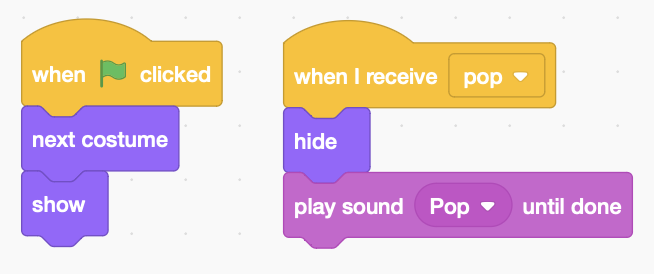 when clicked
next costume
show
when I receive pop
hide
play sound Pop until done